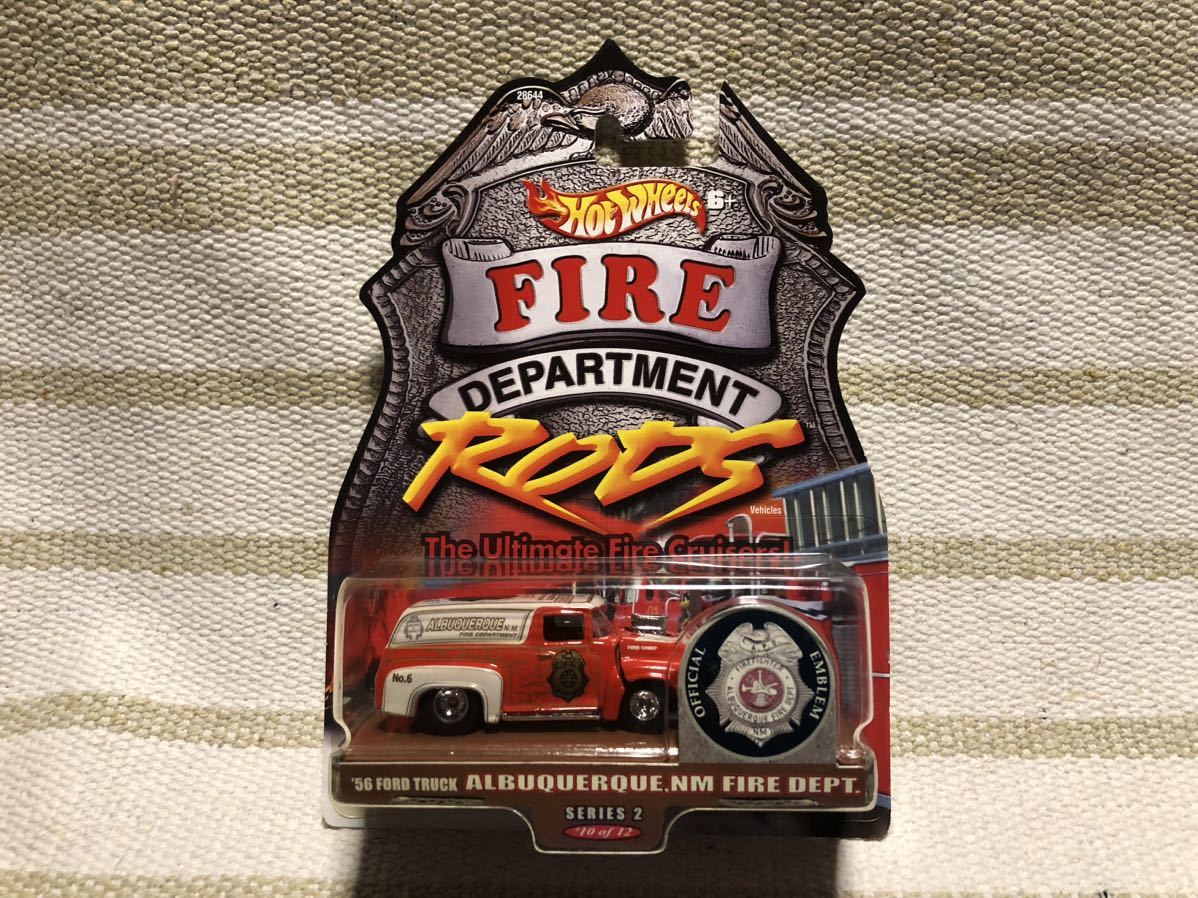 28644
HOT WHEELS 6+
FIRE
DEPARTMENT
RODS
TM
Vehicles
The Ultimate Fire Cruisers!
ALBUQUERQUE N.M.
FIRE DEPARTMENT
FIRE CHIEF
No.6
OFFICIAL EMBLEM
A.F.D.
FIREFIGHTER
ALBUQUERQUE FIRE DEPT.
NM
'56 FORD TRUCK ALBUQUERQUE, NM FIRE DEPT.
SERIES 2
#10 of 12